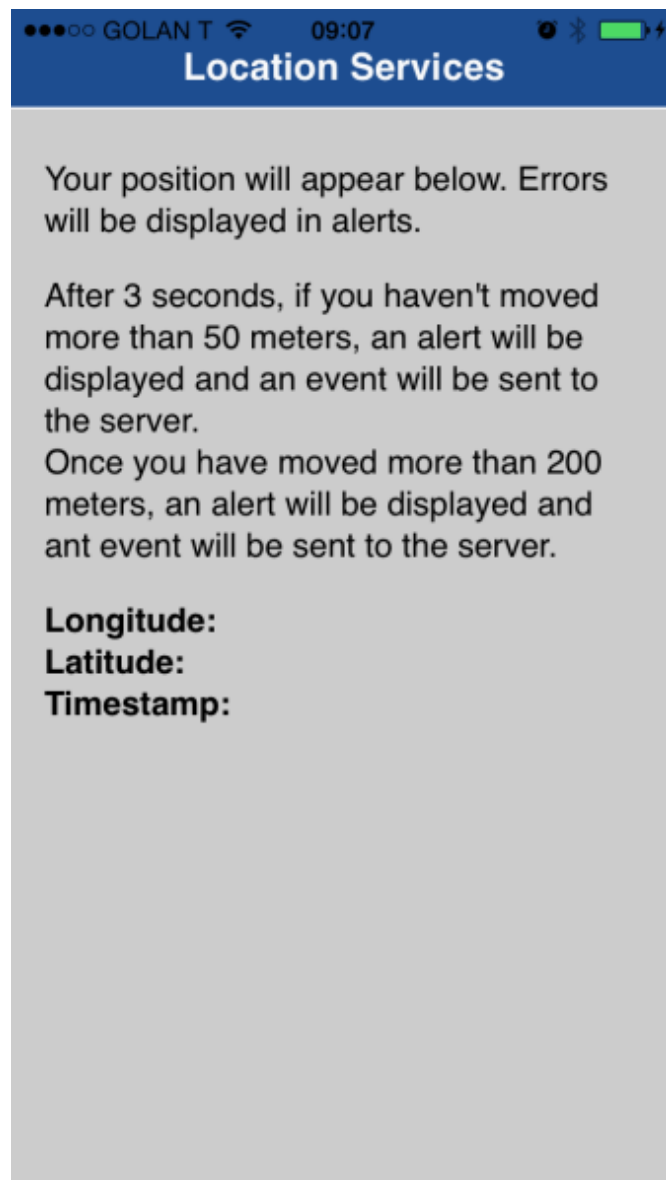 GOLAN T 09:07
Location Services
Your position will appear below. Errors
will be displayed in alerts.
After 3 seconds, if you haven't moved
more than 50 meters, an alert will be
displayed and an event will be sent to
the server.
Once you have moved more than 200
meters, an alert will be displayed and
ant event will be sent to the server.
Longitude:
Latitude:
Timestamp: